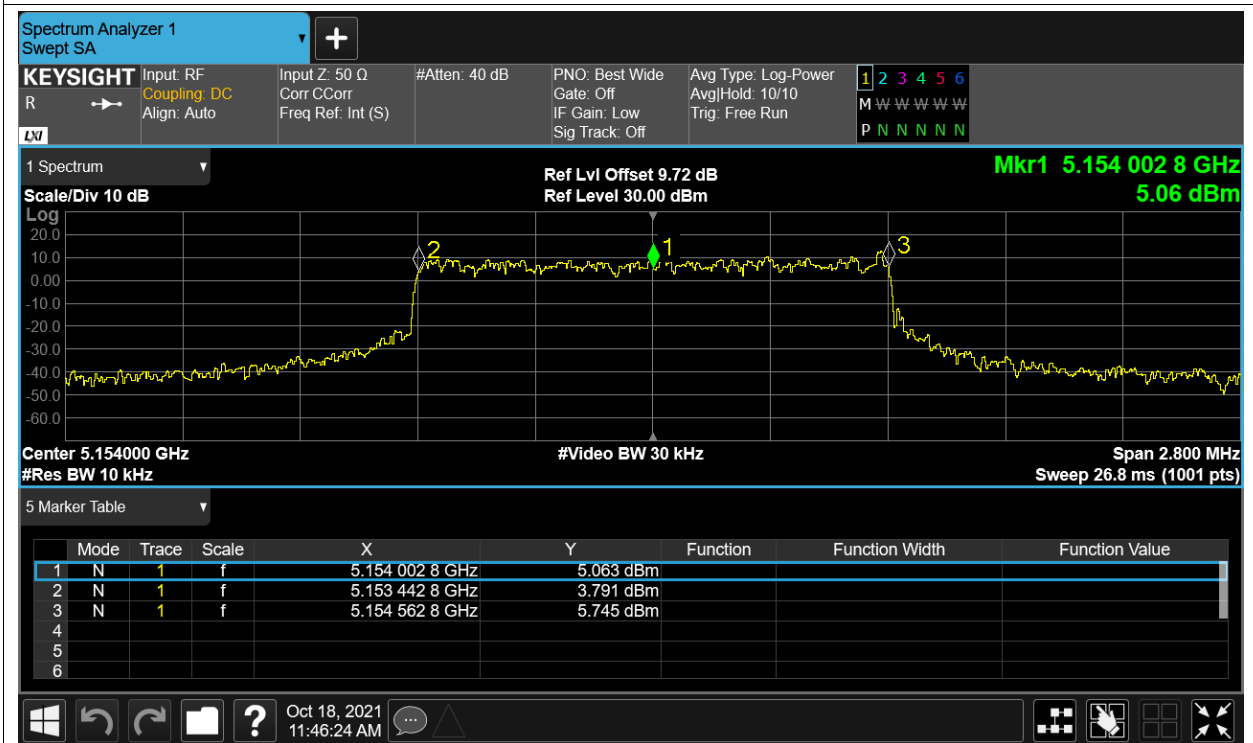 Spectrum Analyzer 1
Swept SA
+
KEYSIGHT
R
LXI
Input: RF
Coupling: DC
Align: Auto
Input Z: 50 Ω
Corr CCorr
Freq Ref: Int (S)
#Atten: 40 dB
PNO: Best Wide
Gate: Off
IF Gain: Low
Sig Track: Off
Avg Type: Log-Power
Avg|Hold: 10/10
Trig: Free Run
1 2 3 4 5 6
M W W W W W
P N N N N N
1 Spectrum
Scale/Div 10 dB
Ref Lvl Offset 9.72 dB
Ref Level 30.00 dBm
Mkr1 5.154 002 8 GHz
5.06 dBm
Log
20.0
10.0
0.00
-10.0
-20.0
-30.0
-40.0
-50.0
-60.0
2
1
3
Center 5.154000 GHz
#Res BW 10 kHz
#Video BW 30 kHz
Span 2.800 MHz
Sweep 26.8 ms (1001 pts)
5 Marker Table
Mode Trace Scale X Y Function Function Width Function Value
1 N 1 f 5.154 002 8 GHz 5.063 dBm
2 N 1 f 5.153 442 8 GHz 3.791 dBm
3 N 1 f 5.154 562 8 GHz 5.745 dBm
4
5
6
?
Oct 18, 2021
11:46:24 AM